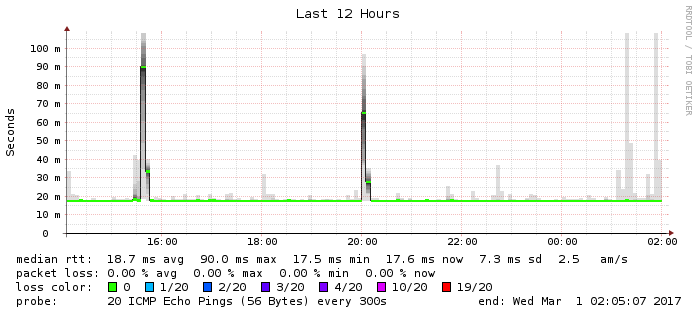 Last 12 Hours
RRDTOOL / TOBI OETIKER
Seconds
100 m
90 m
80 m
70 m
60 m
50 m
40 m
30 m
20 m
10 m
0
16:00 18:00 20:00 22:00 00:00 02:00
median rtt: 18.7 ms avg 90.0 ms max 17.5 ms min 17.6 ms now 7.3 ms sd 2.5 am/s
packet loss: 0.00 % avg 0.00 % max 0.00 % min 0.00 % now
loss color: 0 1/20 2/20 3/20 4/20 10/20 19/20
probe: 20 ICMP Echo Pings (56 Bytes) every 300s end: Wed Mar 1 02:05:07 2017